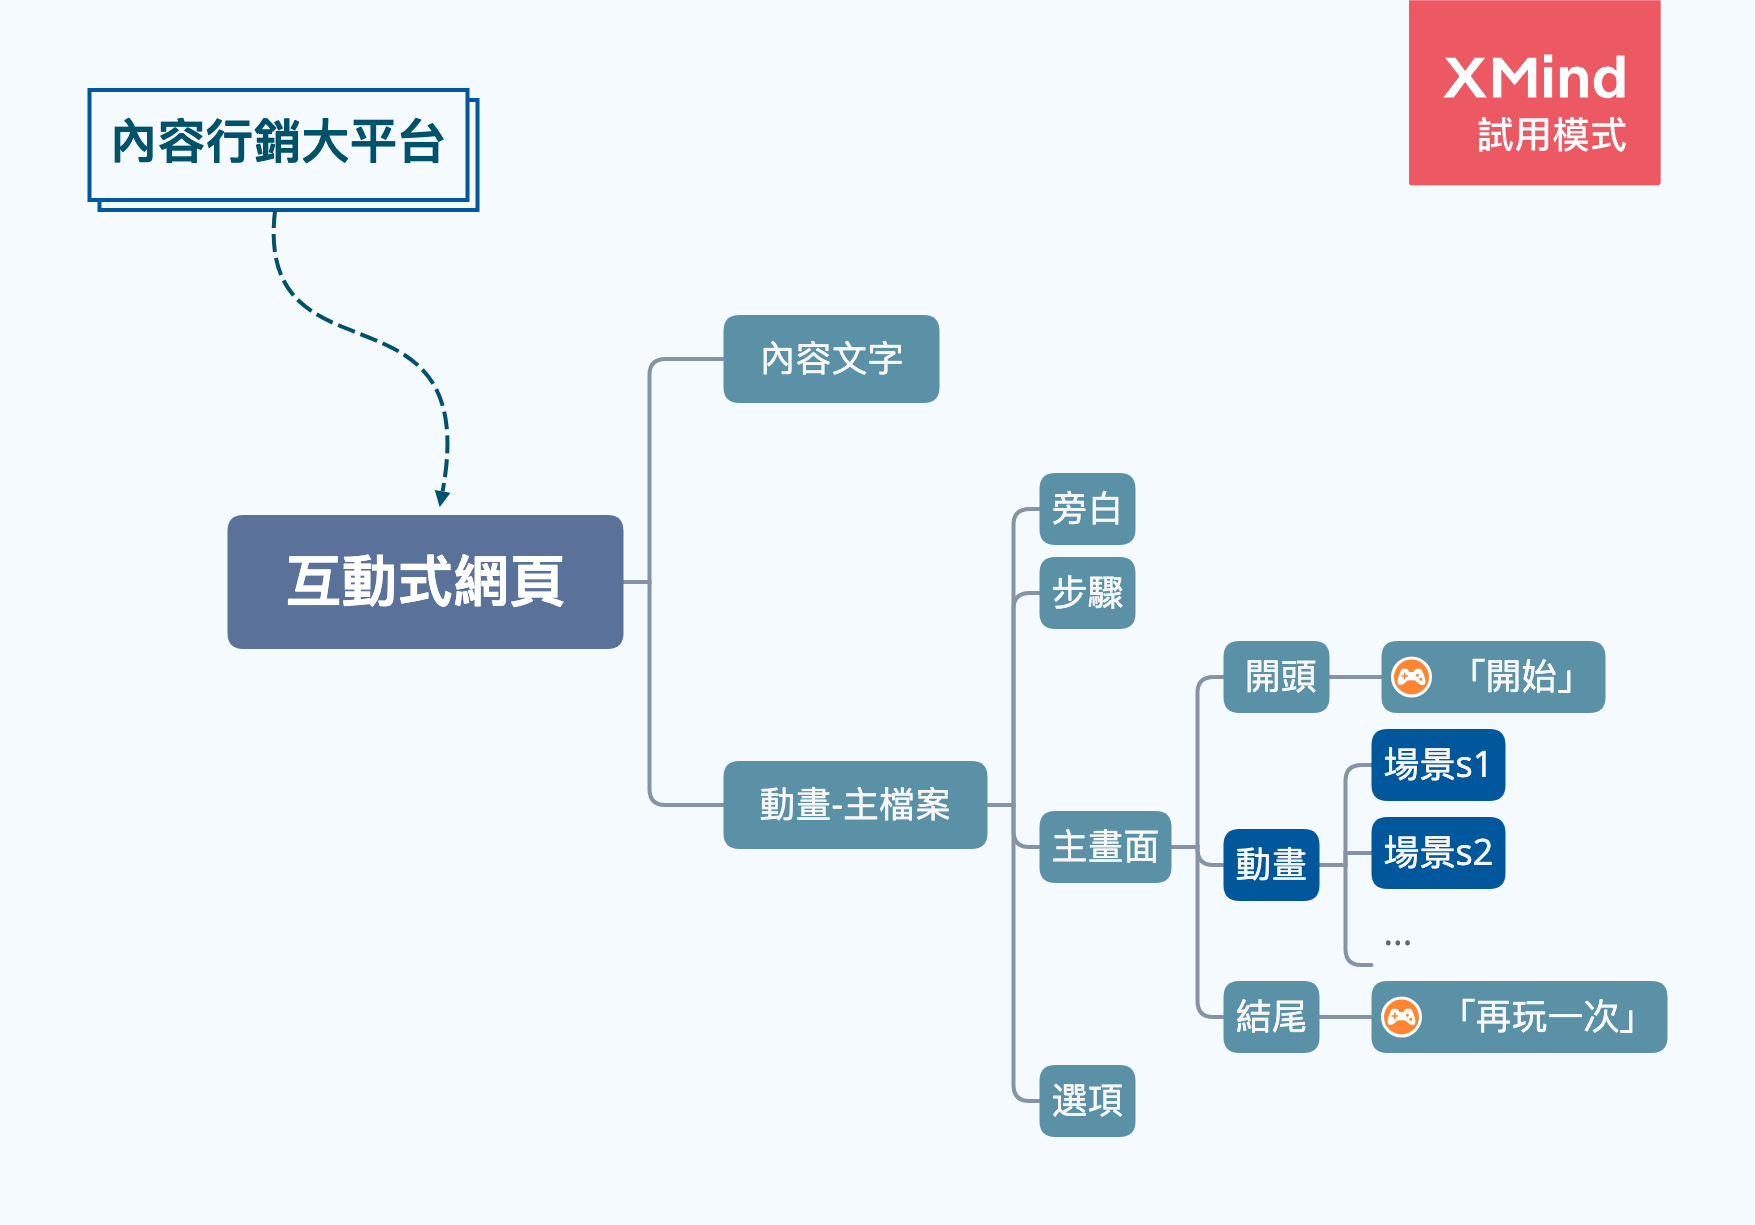 XMind
試用模式
內容行銷大平台
內容文字
旁白
互動式網頁
步驟
開頭
「開始」
場景s1
動畫-主檔案
主畫面
動畫
場景s2
...
結尾
「再玩一次」
選項